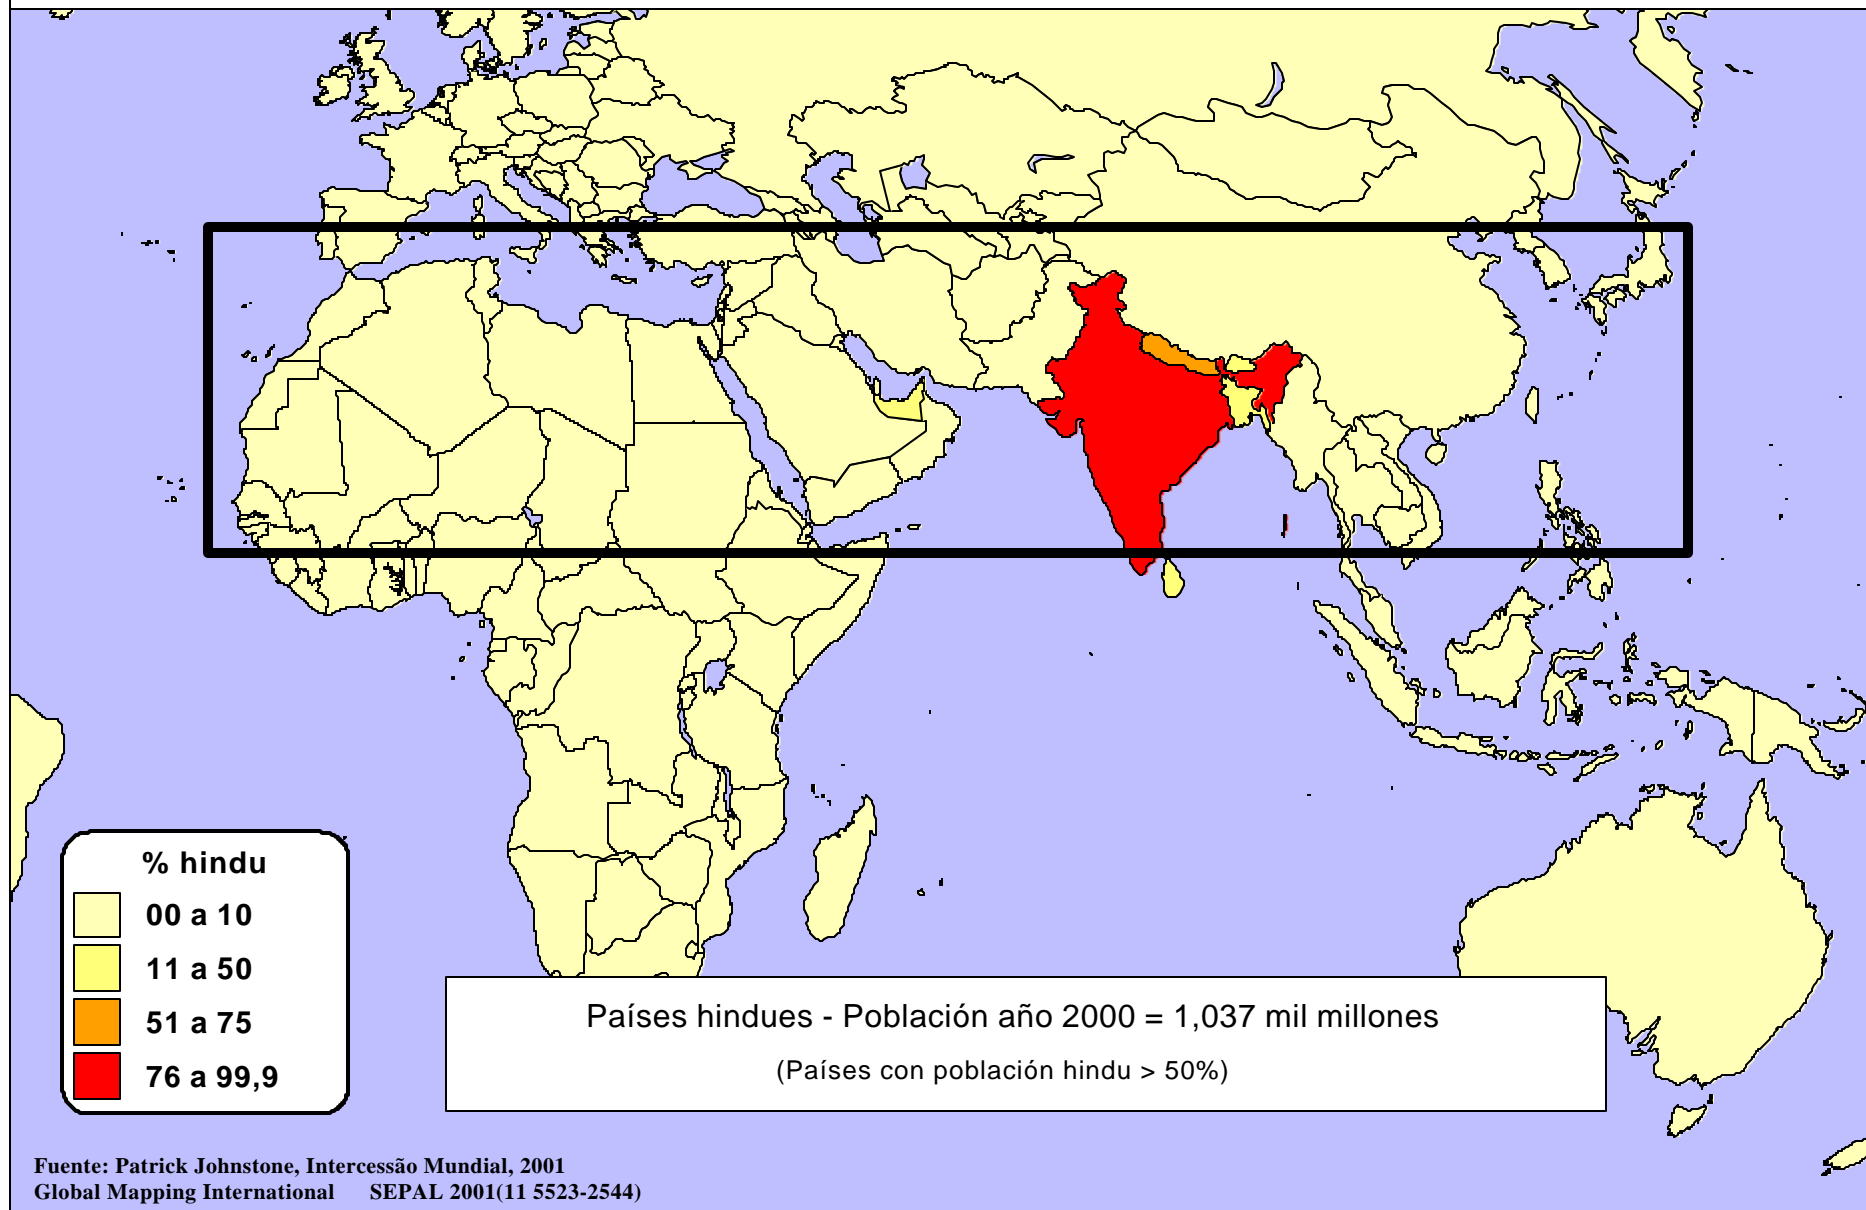 % hindu
00 a 10
11 a 50
51 a 75
76 a 99,9
Países hindues - Población año 2000 = 1,037 mil millones
(Países con población hindu > 50%)
Fuente: Patrick Johnstone, Intercessão Mundial, 2001
Global Mapping International SEPAL 2001(11 5523-2544)